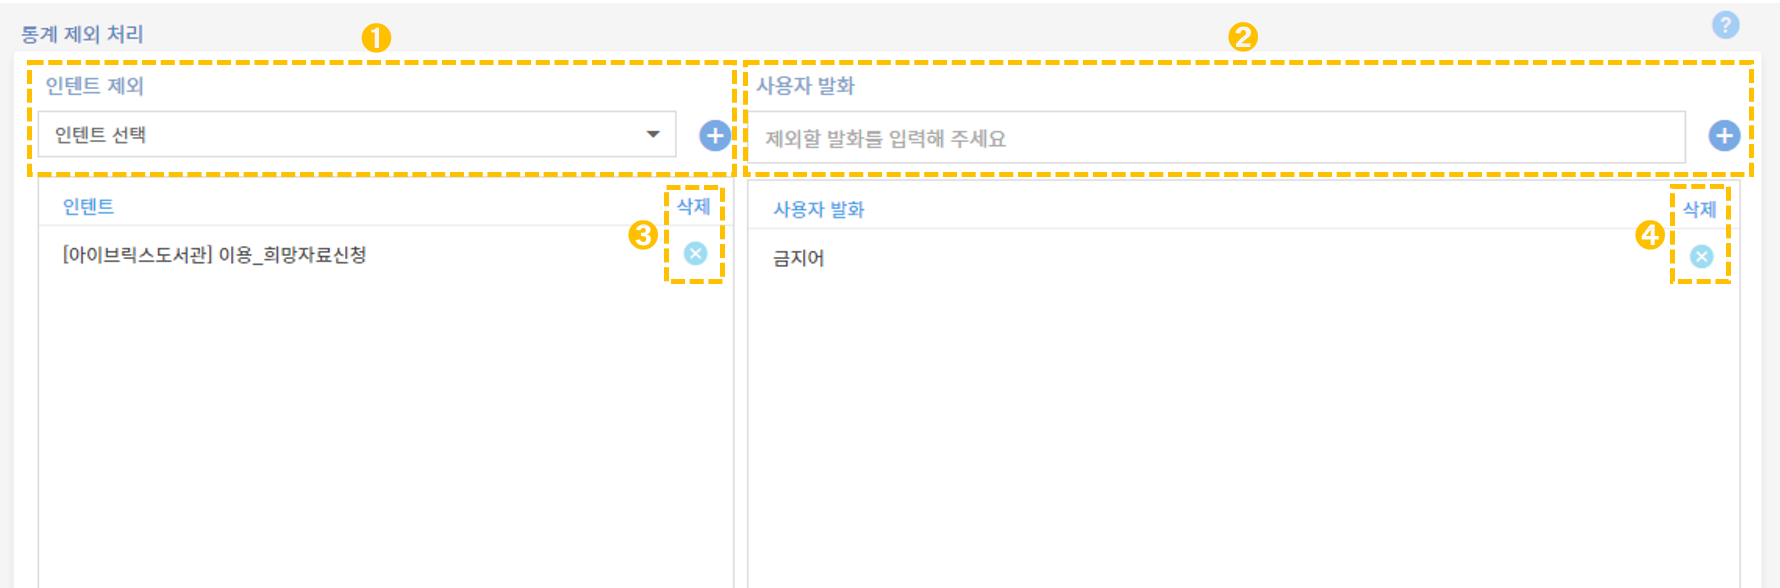 통계 제외 처리
?
1
2
인텐트 제외
인텐트 선택
사용자 발화
제외할 발화를 입력해 주세요
인텐트
삭제
3
[아이브릭스도서관] 이용_희망자료신청
사용자 발화
삭제
4
금지어